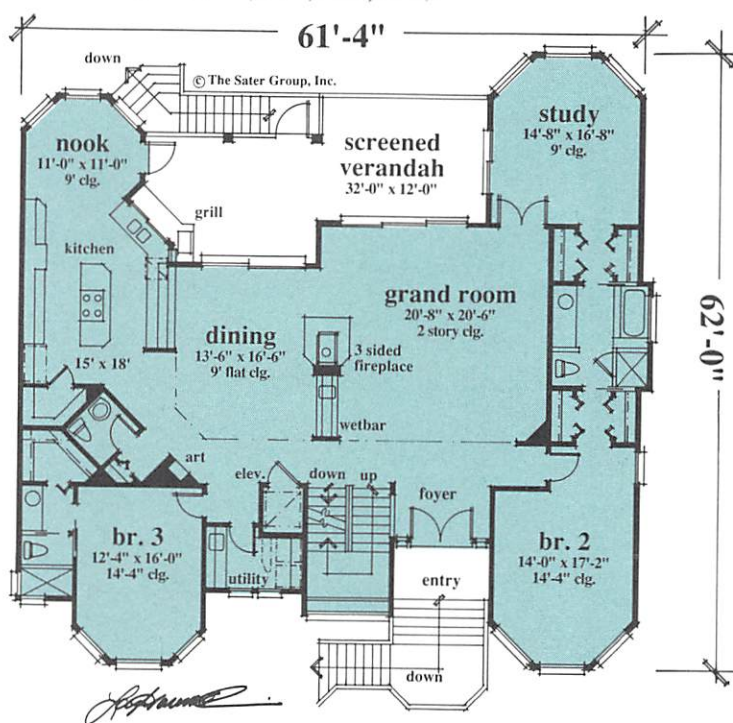 61'-4"
down
© The Sater Group, Inc.
study
14'-8" x 16'-8"
9' clg.
nook
11'-0" x 11'-0"
9' clg.
screened
verandah
32'-0" x 12'-0"
grill
kitchen
grand room
20'-8" x 20'-6"
2 story clg.
62'-0"
dining
13'-6" x 16'-6"
9' flat clg.
3 sided
fireplace
15' x 18'
wetbar
art
elev.
down
up
foyer
br. 3
12'-4" x 16'-0"
14'-4" clg.
br. 2
14'-0" x 17'-2"
14'-4" clg.
utility
entry
down